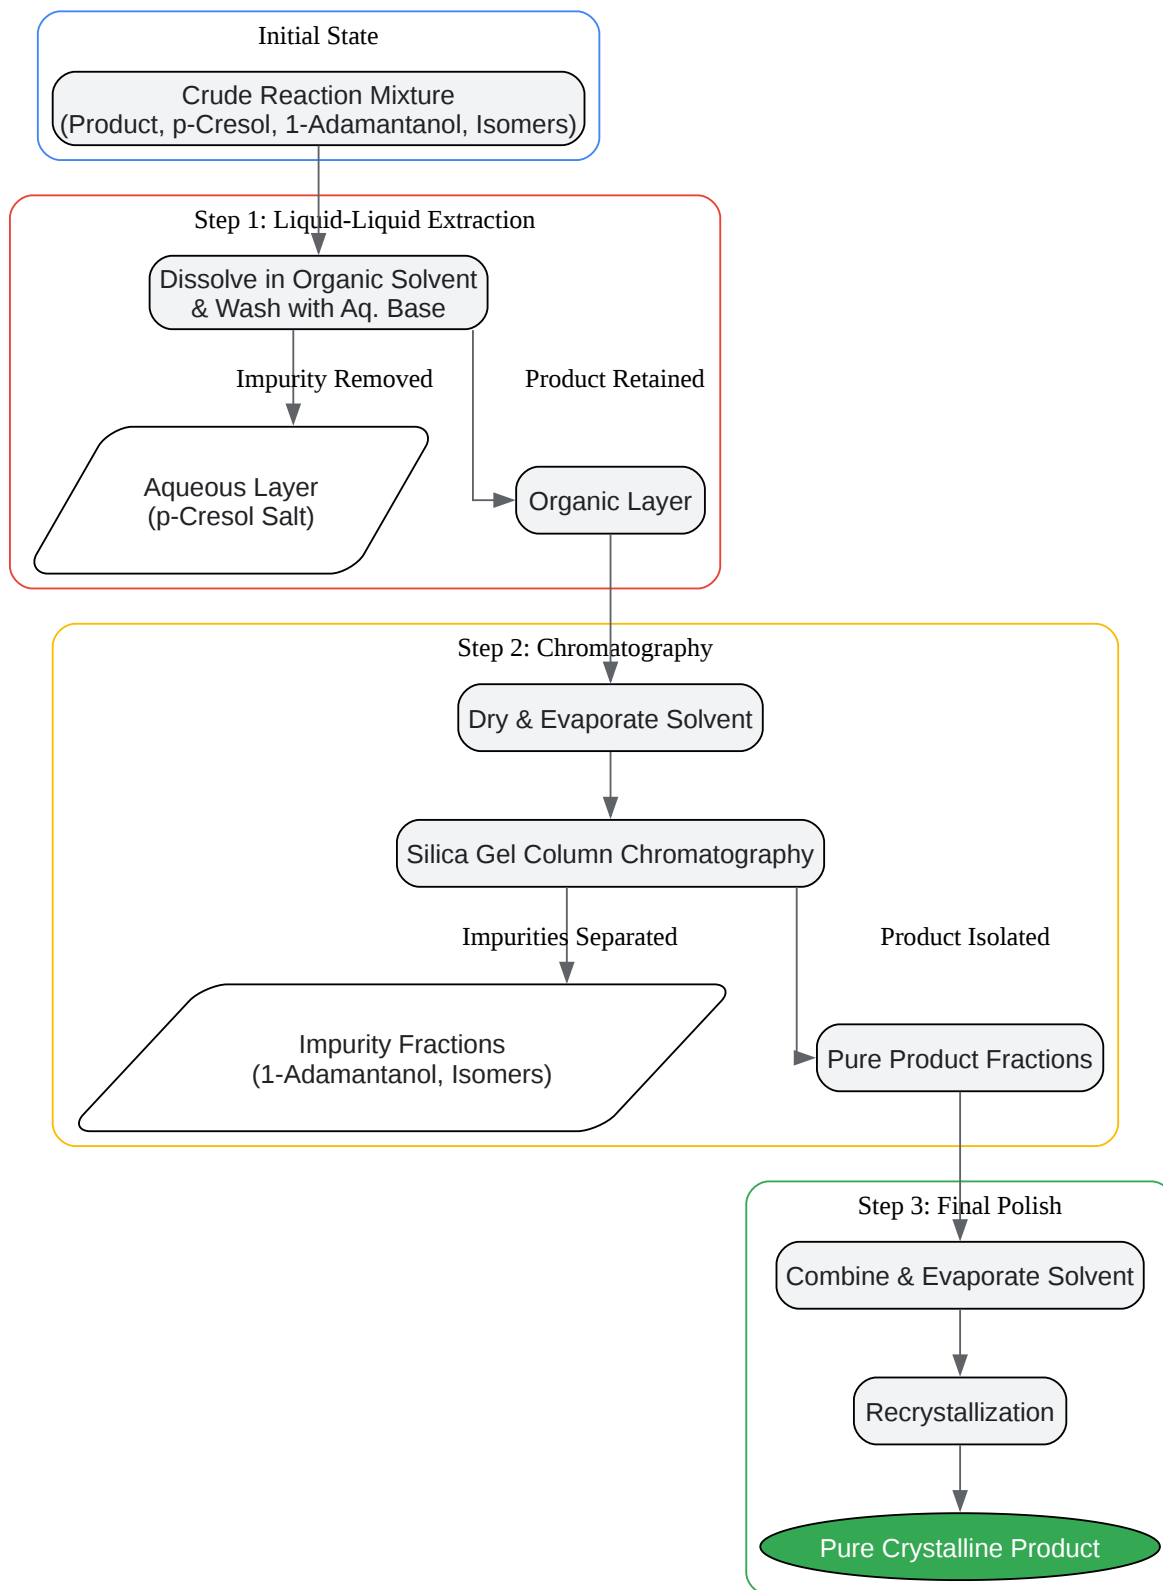 Initial State
Crude Reaction Mixture
(Product, p-Cresol, 1-Adamantanol, Isomers)
Step 1: Liquid-Liquid Extraction
Dissolve in Organic Solvent
& Wash with Aq. Base
Impurity Removed
Product Retained
Aqueous Layer
(p-Cresol Salt)
Organic Layer
Step 2: Chromatography
Dry & Evaporate Solvent
Silica Gel Column Chromatography
Impurities Separated
Product Isolated
Impurity Fractions
(1-Adamantanol, Isomers)
Pure Product Fractions
Step 3: Final Polish
Combine & Evaporate Solvent
Recrystallization
Pure Crystalline Product